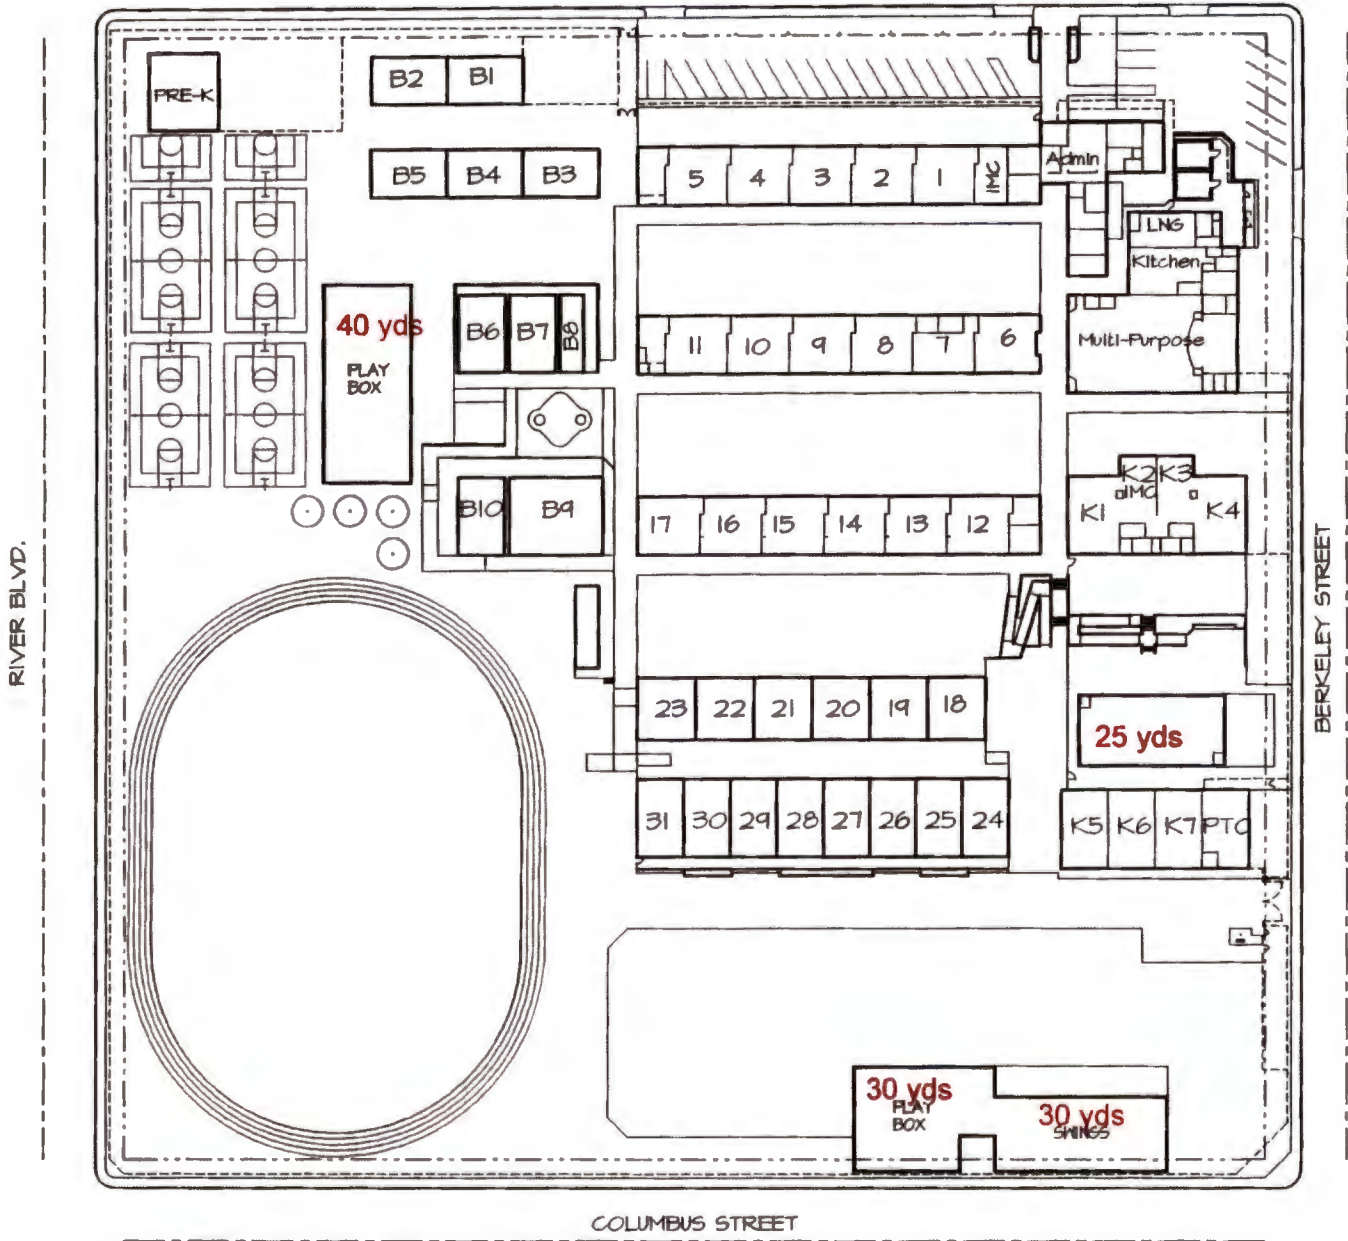 PRE-K
B2 B1
B5 B4 B3
5 4 3 2 1 IMC
Admin
LNG
Kitchen
Multi-Purpose
40 yds
PLAY
BOX
B6 B7 B8
11 10 9 8 7 6
B10 B9
17 16 15 14 13 12
K2 K3
IMC
K1 K4
RIVER BLVD.
BERKELEY STREET
23 22 21 20 19 18
25 yds
31 30 29 28 27 26 25 24
K5 K6 K7 PTO
30 yds
PLAY
BOX
30 yds
SWINGS
COLUMBUS STREET